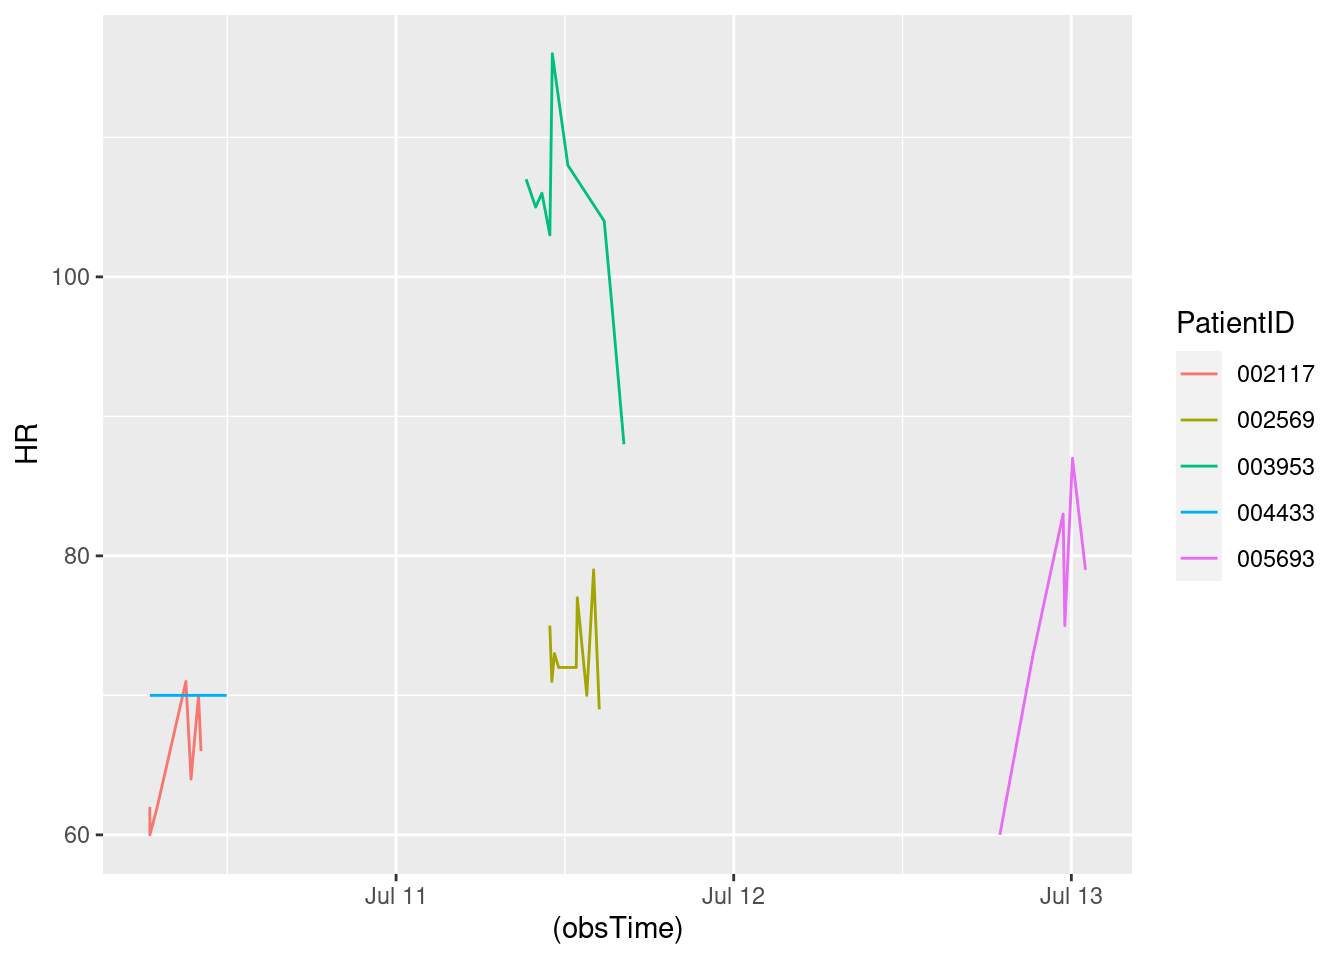 HR
100
80
60
Jul 11
Jul 12
Jul 13
(obsTime)
PatientID
002117
002569
003953
004433
005693